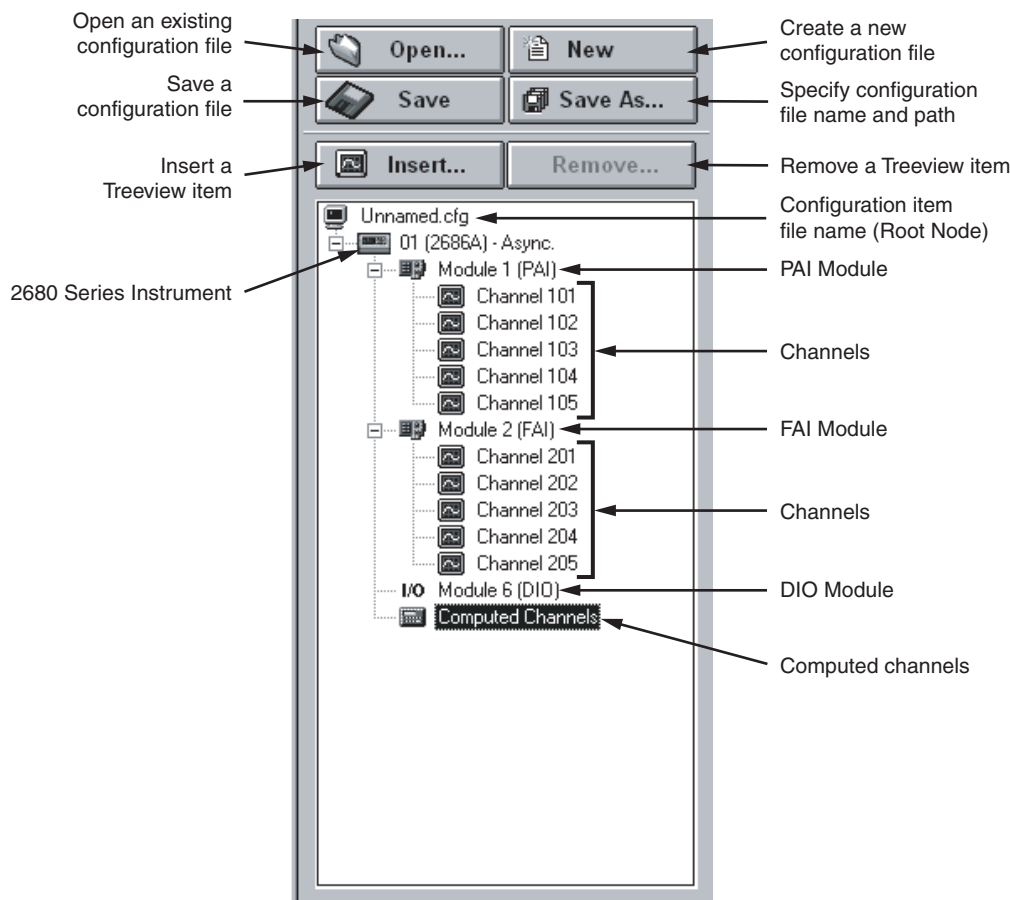 Open an existing
configuration file
Open...
New
Create a new
configuration file
Save a
configuration file
Save
Save As...
Specify configuration
file name and path
Insert a
Treeview item
Insert...
Remove...
Remove a Treeview item
Unnamed.cfg
Configuration item
file name (Root Node)
01 (2686A) - Async.
2680 Series Instrument
Module 1 (PAI)
PAI Module
Channel 101
Channel 102
Channel 103
Channels
Channel 104
Channel 105
Module 2 (FAI)
FAI Module
Channel 201
Channel 202
Channel 203
Channels
Channel 204
Channel 205
I/O Module 6 (DIO)
DIO Module
Computed Channels
Computed channels